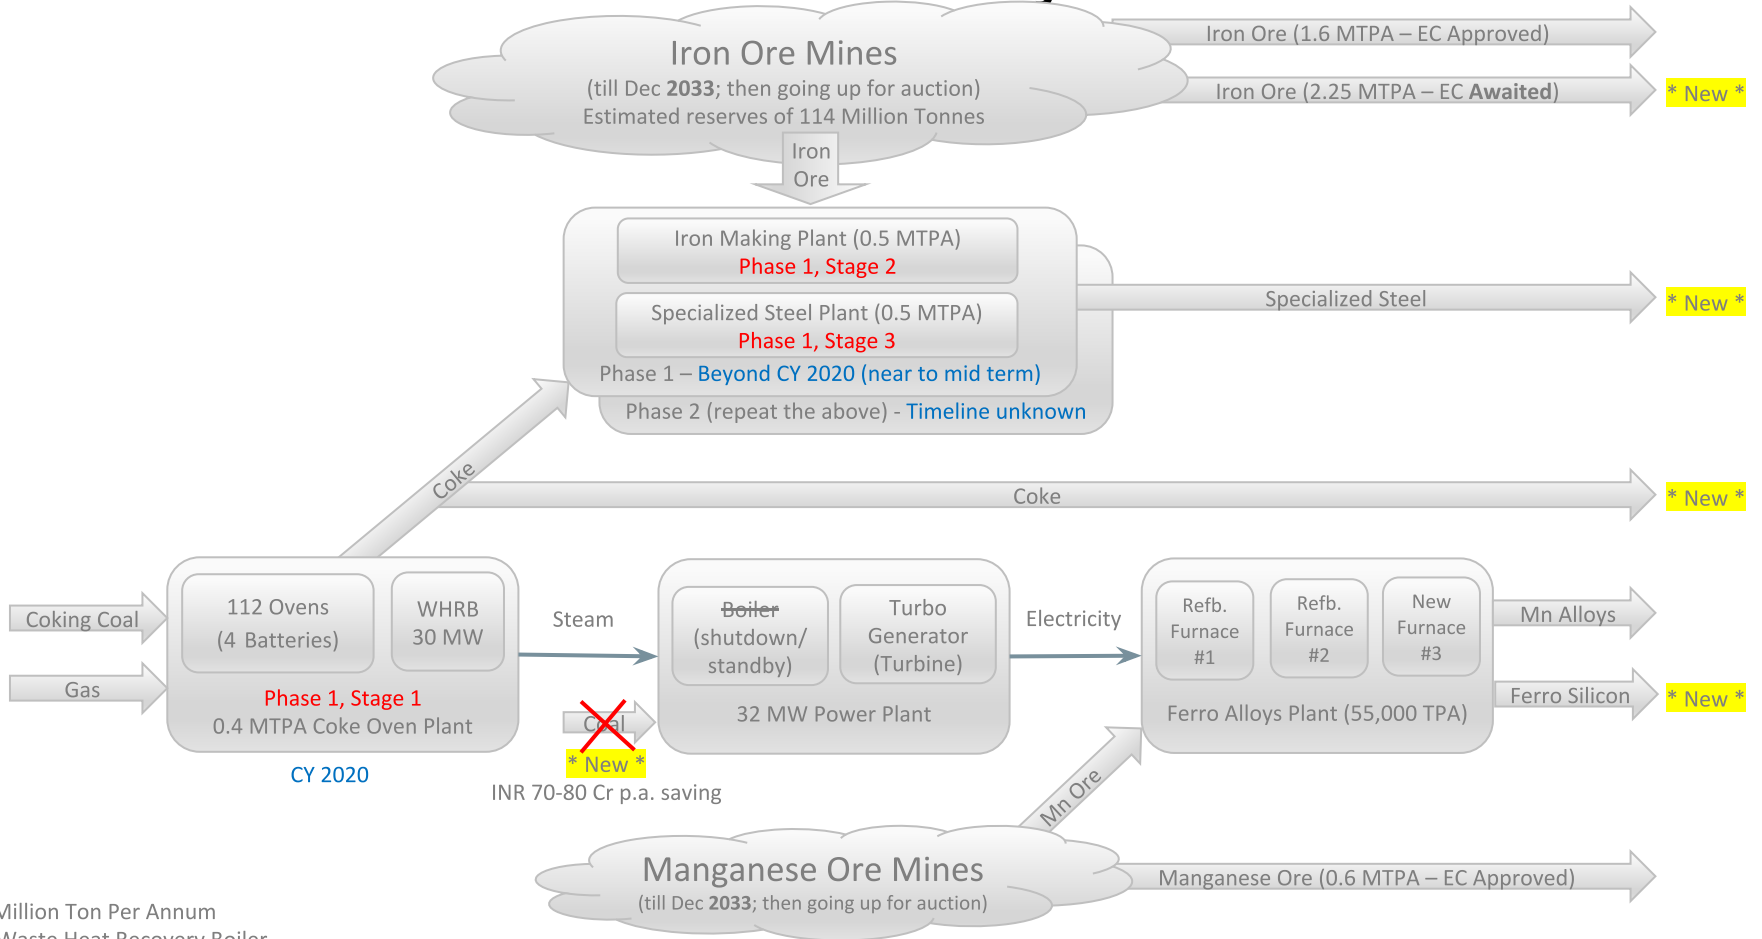 Iron Ore Mines
(till Dec 2033; then going up for auction)
Estimated reserves of 114 Million Tonnes
Iron Ore (1.6 MTPA – EC Approved)
Iron Ore (2.25 MTPA – EC Awaited)
* New *
Iron
Ore
Iron Making Plant (0.5 MTPA)
Phase 1, Stage 2
Specialized Steel Plant (0.5 MTPA)
Phase 1, Stage 3
Phase 1 – Beyond CY 2020 (near to mid term)
Phase 2 (repeat the above) - Timeline unknown
Specialized Steel
* New *
Coke
Coke
* New *
Coking Coal
Gas
112 Ovens
(4 Batteries)
WHRB
30 MW
Phase 1, Stage 1
0.4 MTPA Coke Oven Plant
CY 2020
Steam
Boiler
(shutdown/
standby)
Turbo
Generator
(Turbine)
32 MW Power Plant
Coal
* New *
INR 70-80 Cr p.a. saving
Electricity
Refb.
Furnace
#1
Refb.
Furnace
#2
New
Furnace
#3
Ferro Alloys Plant (55,000 TPA)
Mn Alloys
Ferro Silicon
* New *
Mn Ore
Manganese Ore Mines
(till Dec 2033; then going up for auction)
Manganese Ore (0.6 MTPA – EC Approved)
Million Ton Per Annum
Waste Heat Recovery Boiler